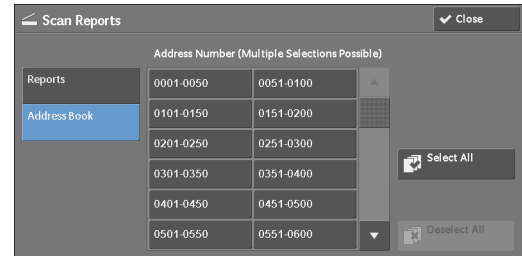 Scan Reports
Close
Address Number (Multiple Selections Possible)
Reports
Address Book
0001-0050 0051-0100
0101-0150 0151-0200
0201-0250 0251-0300
0301-0350 0351-0400
0401-0450 0451-0500
0501-0550 0551-0600
Select All
Deselect All